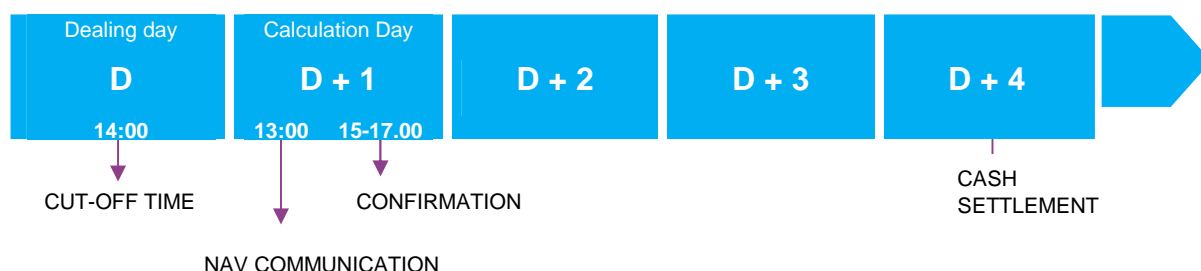 Dealing day
Calculation Day
D
D + 1
D + 2
D + 3
D + 4
14:00
13:00
15-17.00
CUT-OFF TIME
CONFIRMATION
CASH
SETTLEMENT
NAV COMMUNICATION